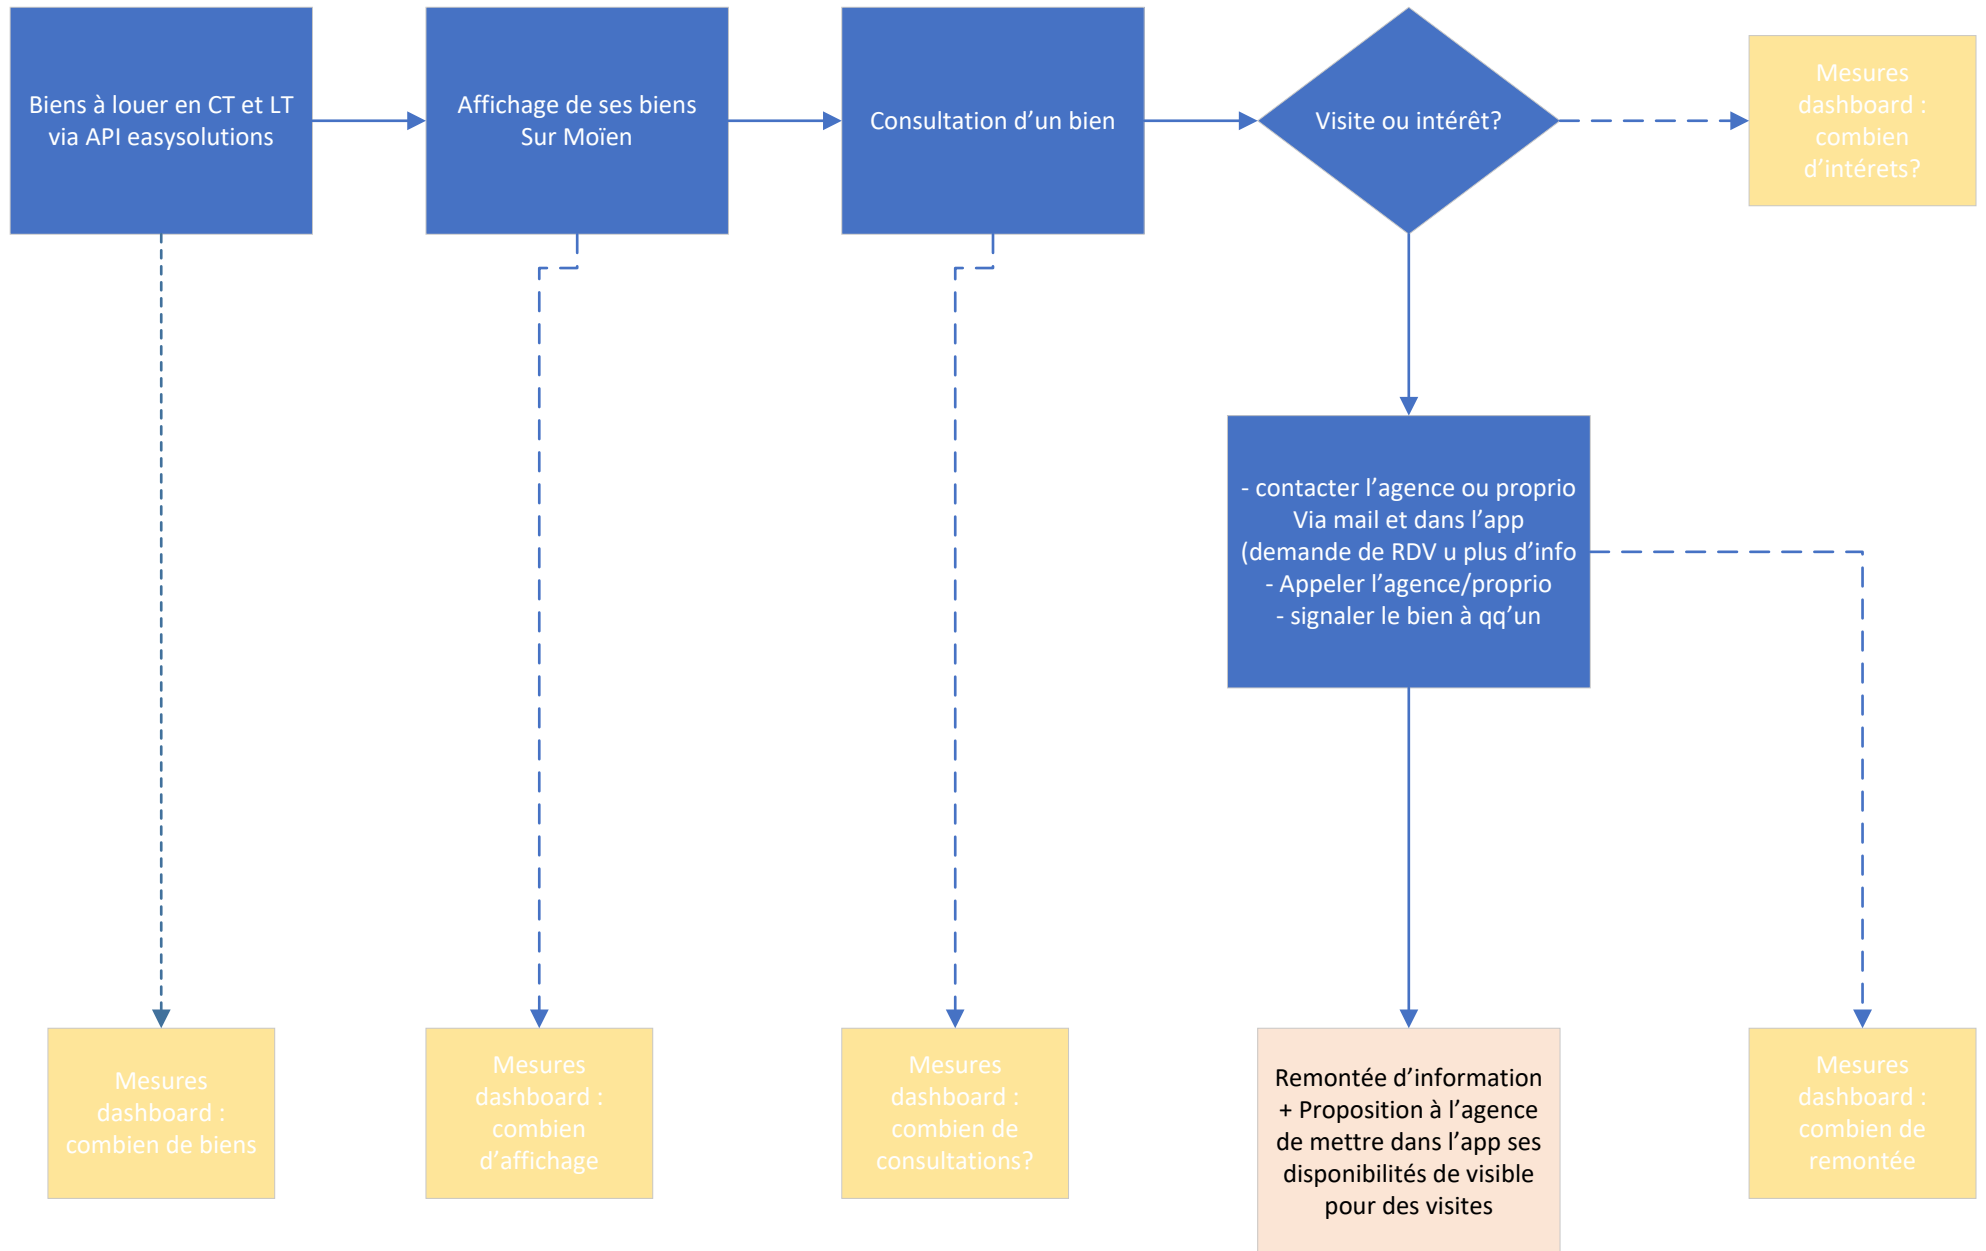 Biens à louer en CT et LT
via API easysolutions
Affichage de ses biens
Sur Moïen
Consultation d’un bien
Visite ou intérêt?
Mesures
dashboard :
combien
d’intérets?
- contacter l’agence ou proprio
Via mail et dans l’app
(demande de RDV u plus d’info
- Appeler l’agence/proprio
- signaler le bien à qq’un
Mesures
dashboard :
combien de biens
Mesures
dashboard :
combien
d’affichage
Mesures
dashboard :
combien de
consultations?
Remontée d’information
+ Proposition à l’agence
de mettre dans l’app ses
disponibilités de visible
pour des visites
Mesures
dashboard :
combien de
remontée